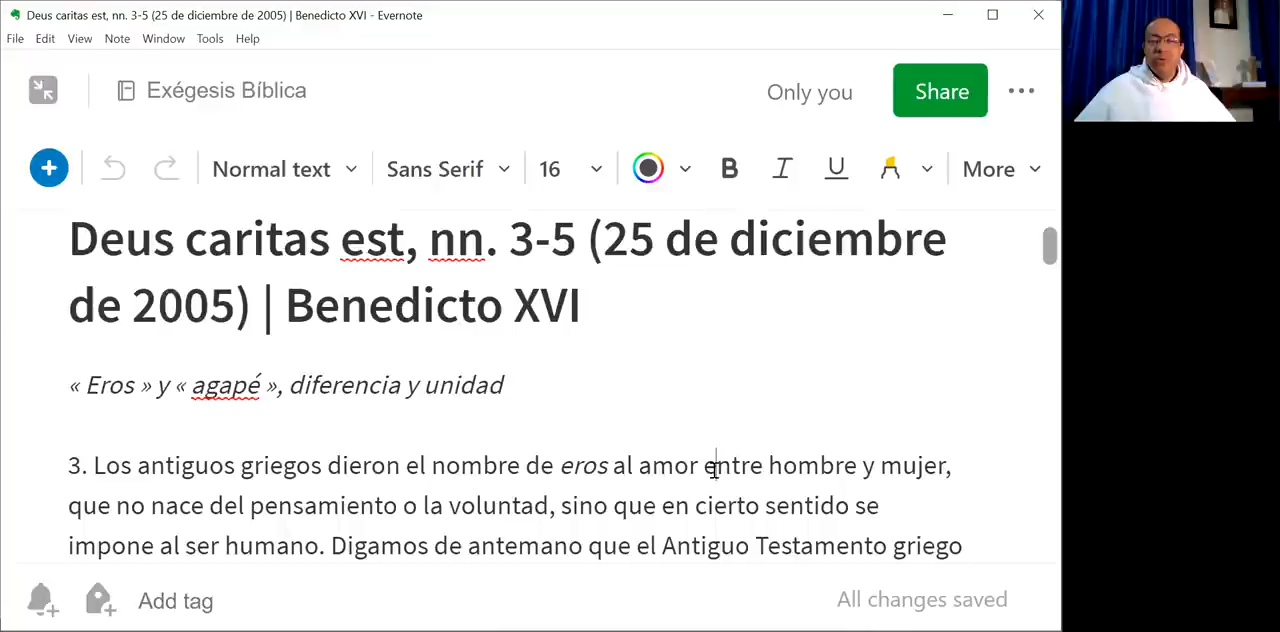 Deus caritas est, nn. 3-5 (25 de diciembre de 2005) | Benedicto XVI - Evernote
File Edit View Note Window Tools Help
Exégesis Bíblica
Only you
Share
Normal text
Sans Serif
16
B
I
U
More
Deus caritas est, nn. 3-5 (25 de diciembre
de 2005) | Benedicto XVI
« Eros » y « agapé », diferencia y unidad
3. Los antiguos griegos dieron el nombre de eros al amor entre hombre y mujer,
que no nace del pensamiento o la voluntad, sino que en cierto sentido se
impone al ser humano. Digamos de antemano que el Antiguo Testamento griego
Add tag
All changes saved